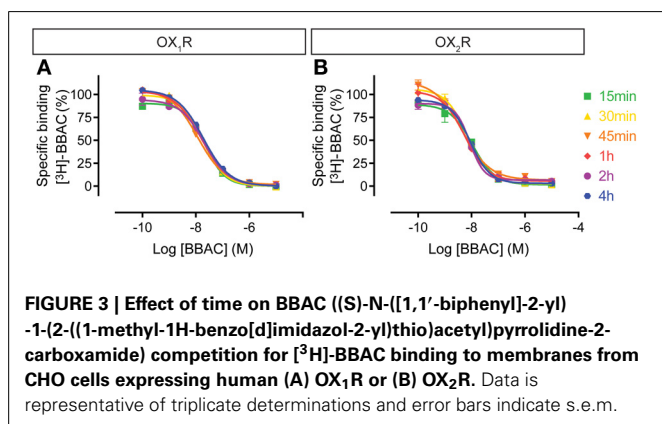 OX₁R
OX₂R
A
B
Specific binding
[³H]-BBAC (%)
100
75
50
25
0
-10
-8
-6
-4
Log [BBAC] (M)
Specific binding
[³H]-BBAC (%)
100
75
50
25
0
-10
-8
-6
-4
Log [BBAC] (M)
15min
30min
45min
1h
2h
4h
FIGURE 3 | Effect of time on BBAC ((S)-N-([1,1′-biphenyl]-2-yl)
-1-(2-((1-methyl-1H-benzo[d]imidazol-2-yl)thio)acetyl)pyrrolidine-2-
carboxamide) competition for [³H]-BBAC binding to membranes from
CHO cells expressing human (A) OX₁R or (B) OX₂R. Data is
representative of triplicate determinations and error bars indicate s.e.m.